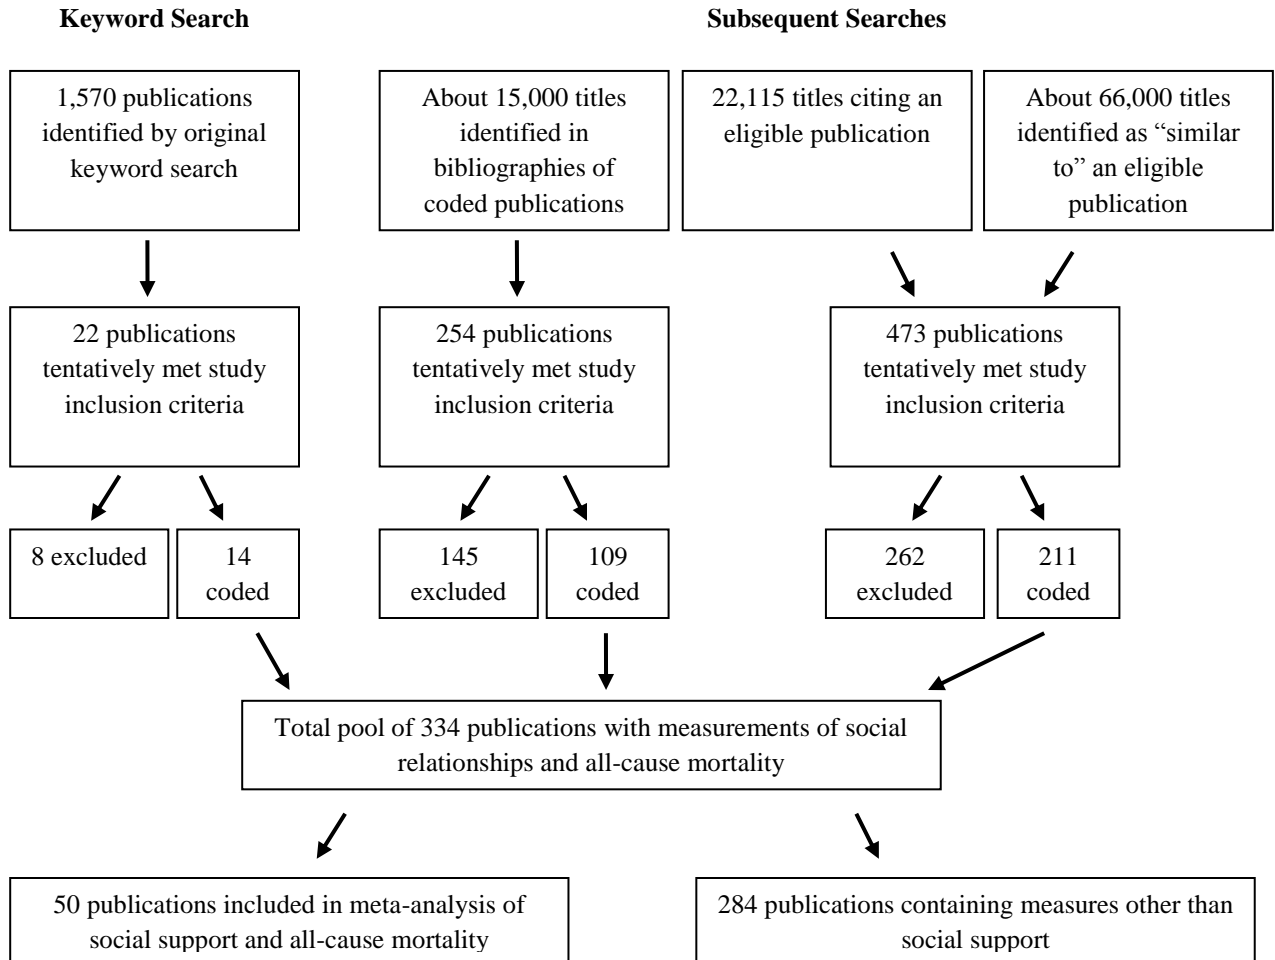 Keyword Search
Subsequent Searches
1,570 publications
identified by original
keyword search
About 15,000 titles
identified in
bibliographies of
coded publications
22,115 titles citing an
eligible publication
About 66,000 titles
identified as “similar
to” an eligible
publication
22 publications
tentatively met study
inclusion criteria
254 publications
tentatively met study
inclusion criteria
473 publications
tentatively met study
inclusion criteria
8 excluded
14
coded
145
excluded
109
coded
262
excluded
211
coded
Total pool of 334 publications with measurements of social
relationships and all-cause mortality
50 publications included in meta-analysis of
social support and all-cause mortality
284 publications containing measures other than
social support